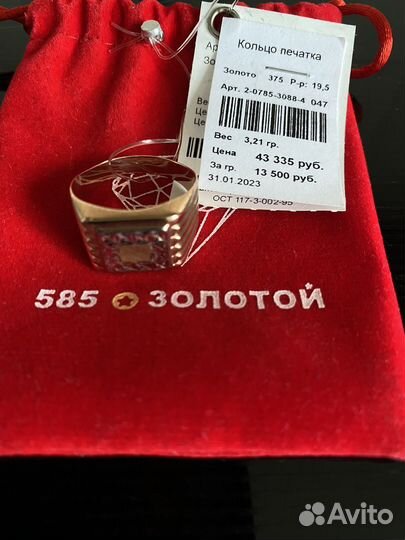 Кольцо печатка
Золото 375 Р-р: 19,5
Арт. 2-0785-3088-4 047
Вес 3,21 гр.
Цена 43 335 руб.
За гр. 13 500 руб.
31.01.2023
ОСТ 117-3-002-95
585 ЗОЛОТОЙ
Avito